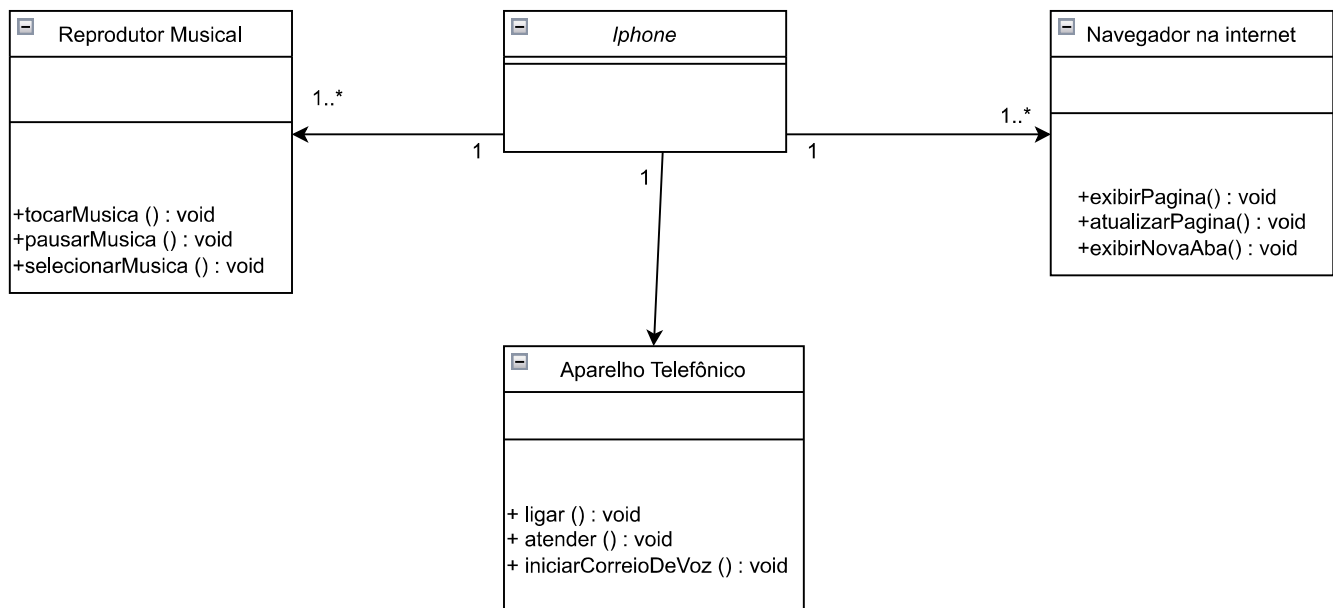 Reprodutor Musical
1..*
1
+tocarMusica () : void
+pausarMusica () : void
+selecionarMusica () : void
Iphone
1
1
1..*
Navegador na internet
+exibirPagina() : void
+atualizarPagina() : void
+exibirNovaAba() : void
Aparelho Telefônico
+ ligar () : void
+ atender () : void
+ iniciarCorreioDeVoz () : void